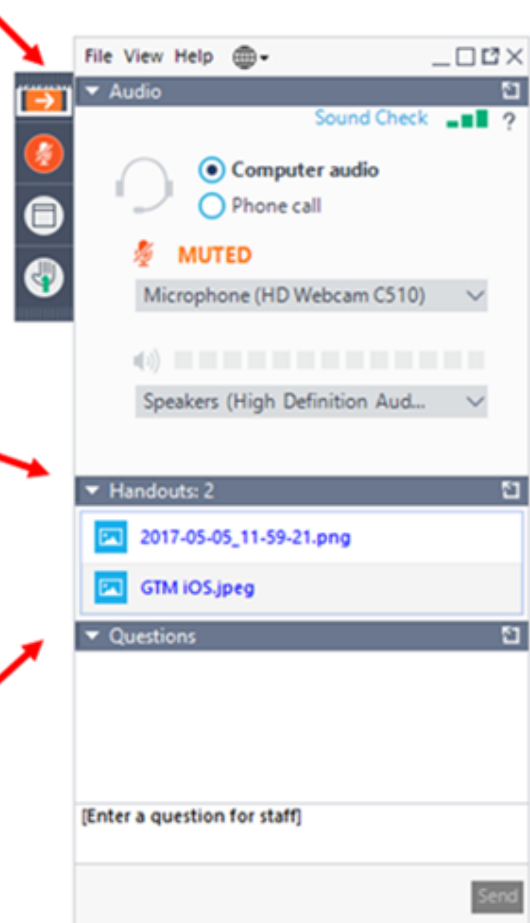 File View Help
Audio
Sound Check ?
Computer audio
Phone call
MUTED
Microphone (HD Webcam C510)
Speakers (High Definition Aud...
Handouts: 2
2017-05-05_11-59-21.png
GTM iOS.jpeg
Questions
[Enter a question for staff]
Send